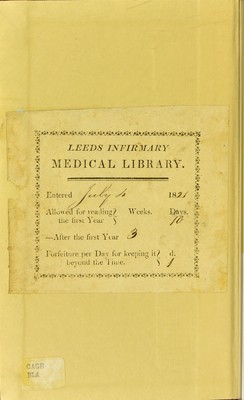 LEEDS INFIRMARY
MEDICAL LIBRARY.
Entered July 4 1821
Allowed for reading } Weeks. Days.
the first Year } 10
—After the first Year 3
Forfeiture per Day for keeping it } d.
beyond the Time. } 1